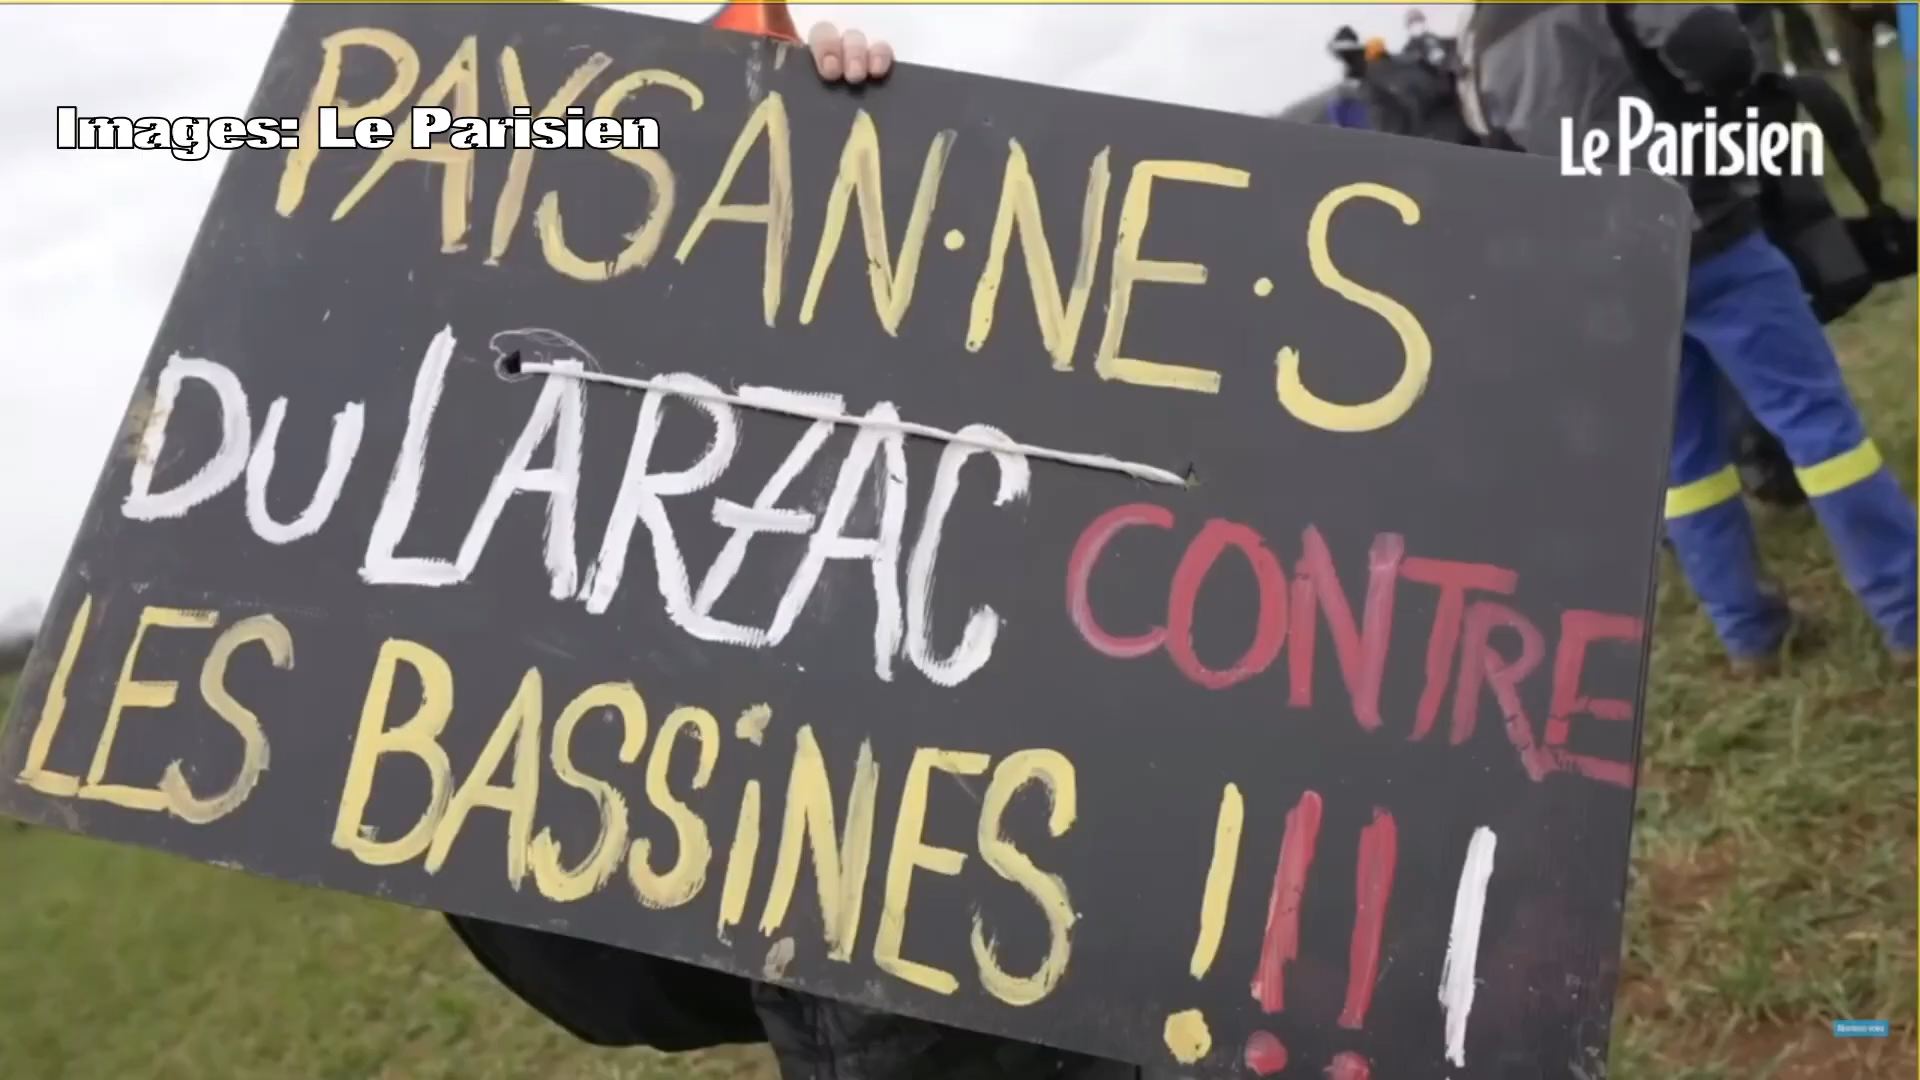 PAYSAN·NE·S
Images: Le Parisien
Le Parisien
DU LARZAC CONTRE
LES BASSiNES !!!!